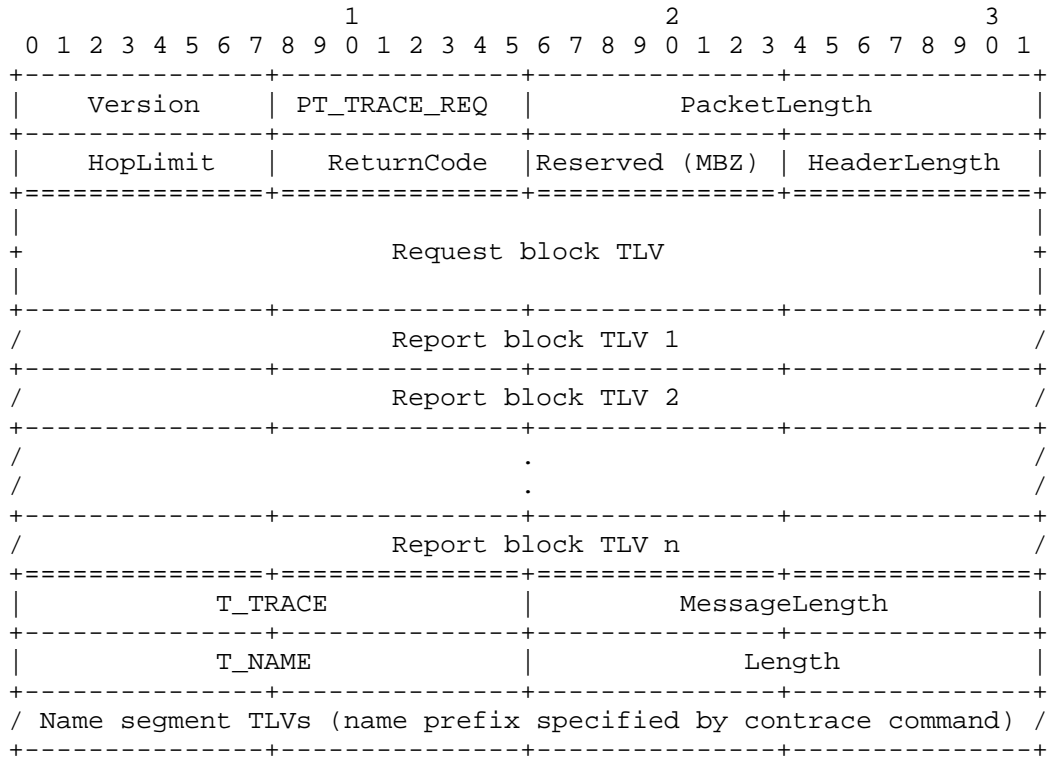 1                   2                   3
 0 1 2 3 4 5 6 7 8 9 0 1 2 3 4 5 6 7 8 9 0 1 2 3 4 5 6 7 8 9 0 1
+---------------+---------------+---------------+---------------+
|    Version    | PT_TRACE_REQ  |         PacketLength          |
+---------------+---------------+---------------+---------------+
|    HopLimit   |   ReturnCode  |Reserved (MBZ) | HeaderLength  |
+===============+===============+===============+===============+
|                                                               |
+                       Request block TLV                       +
|                                                               |
+---------------+---------------+---------------+---------------+
/                       Report block TLV 1                      /
+---------------+---------------+---------------+---------------+
/                       Report block TLV 2                      /
+---------------+---------------+---------------+---------------+
/                               .                               /
/                               .                               /
+---------------+---------------+---------------+---------------+
/                       Report block TLV n                      /
+===============+===============+===============+===============+
|            T_TRACE            |         MessageLength         |
+---------------+---------------+---------------+---------------+
|            T_NAME             |             Length            |
+---------------+---------------+---------------+---------------+
/ Name segment TLVs (name prefix specified by contrace command) /
+---------------+---------------+---------------+---------------+